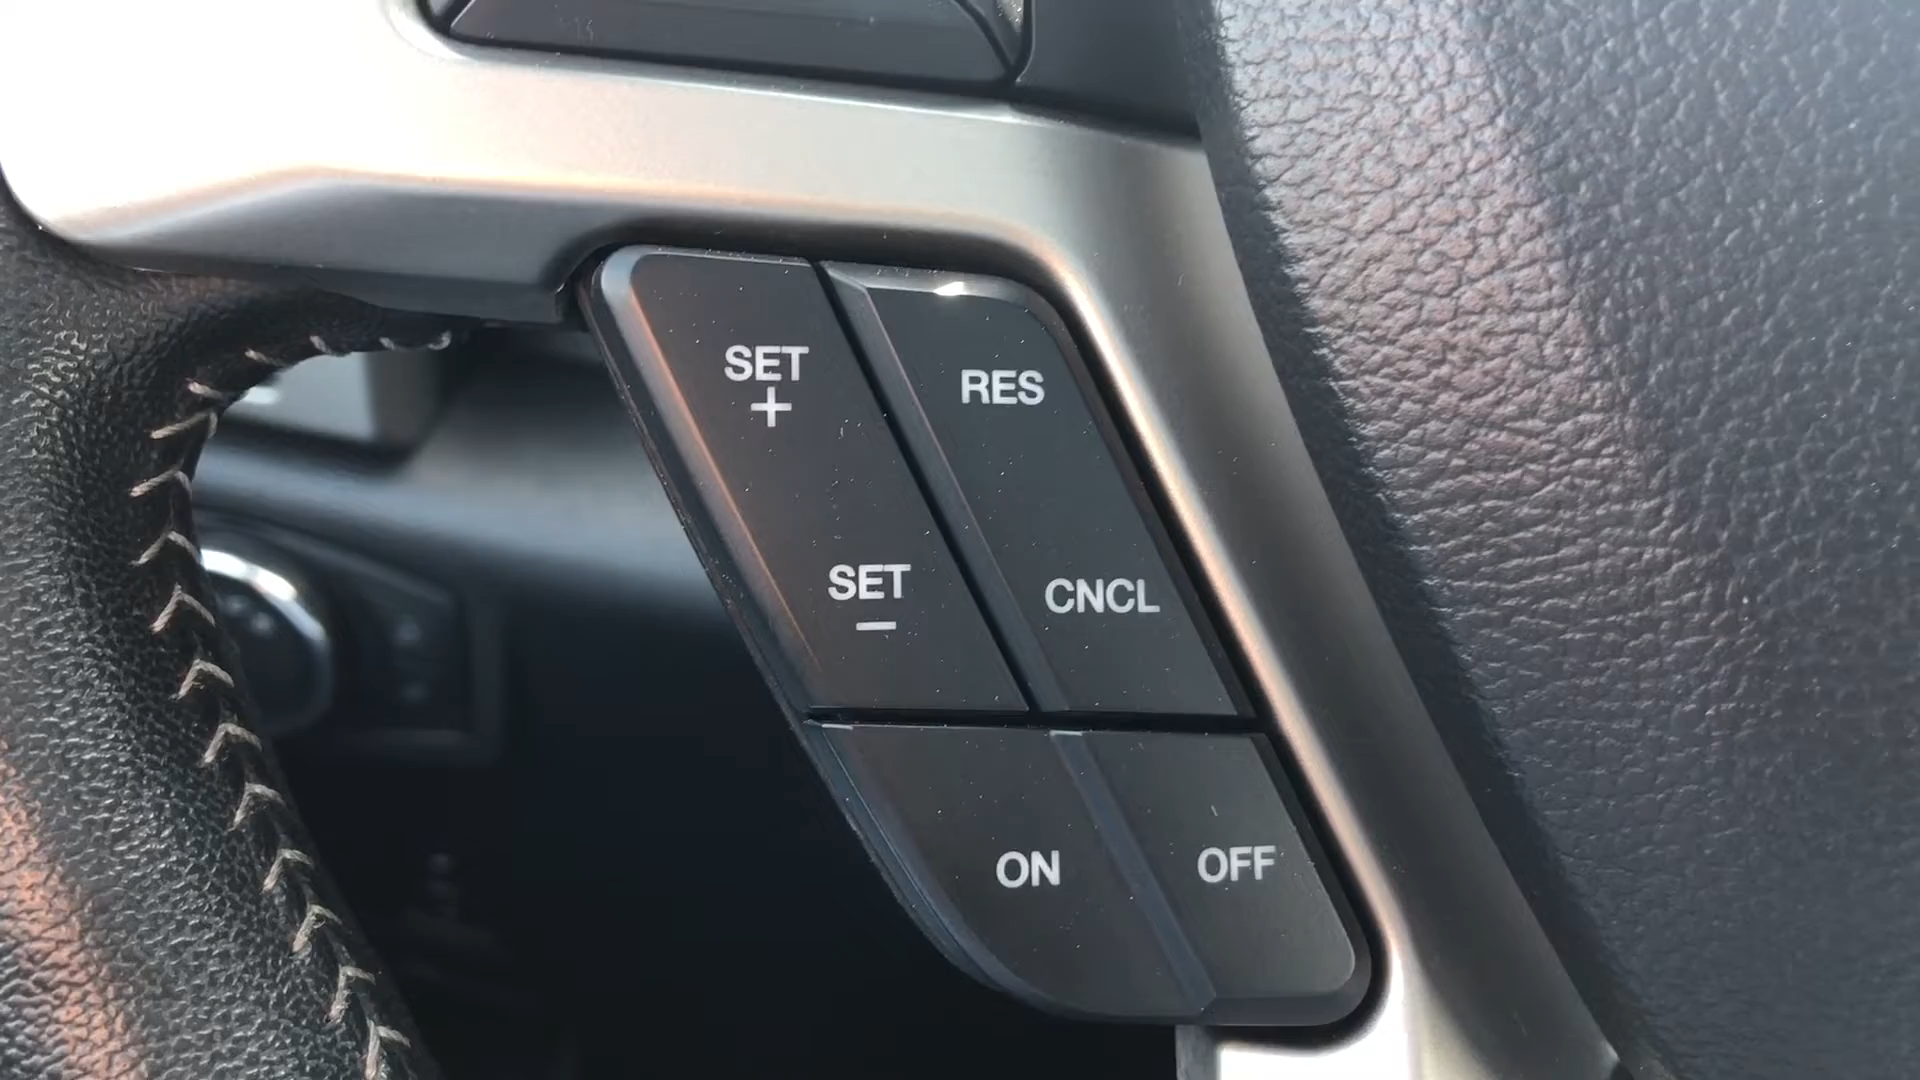 SET
+
RES
SET
−
CNCL
ON
OFF